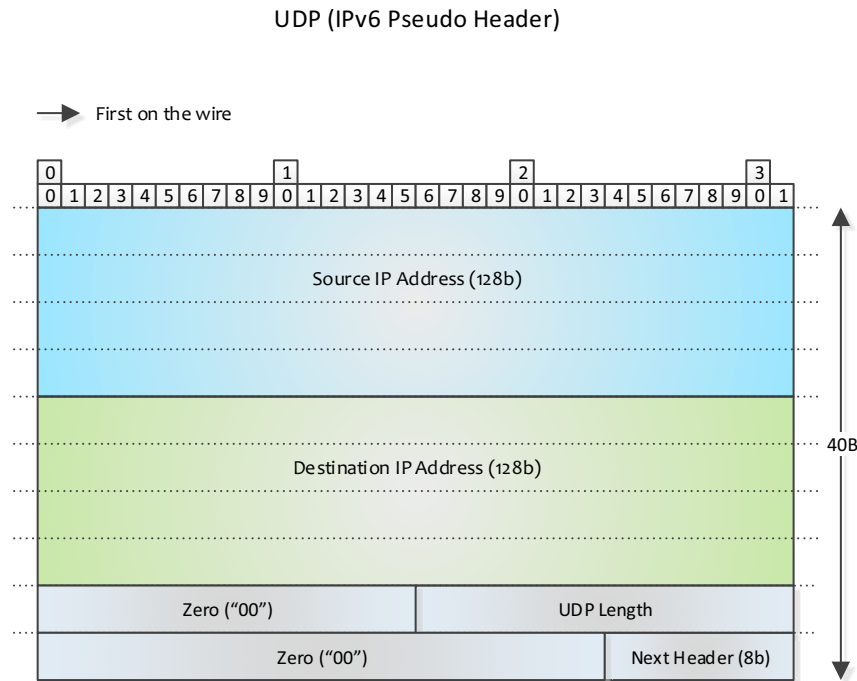 UDP (IPv6 Pseudo Header)
First on the wire
0 1 2 3
0 1 2 3 4 5 6 7 8 9 0 1 2 3 4 5 6 7 8 9 0 1 2 3 4 5 6 7 8 9 0 1
Source IP Address (128b)
40B
Destination IP Address (128b)
Zero (“00”) UDP Length
Zero (“00”) Next Header (8b)